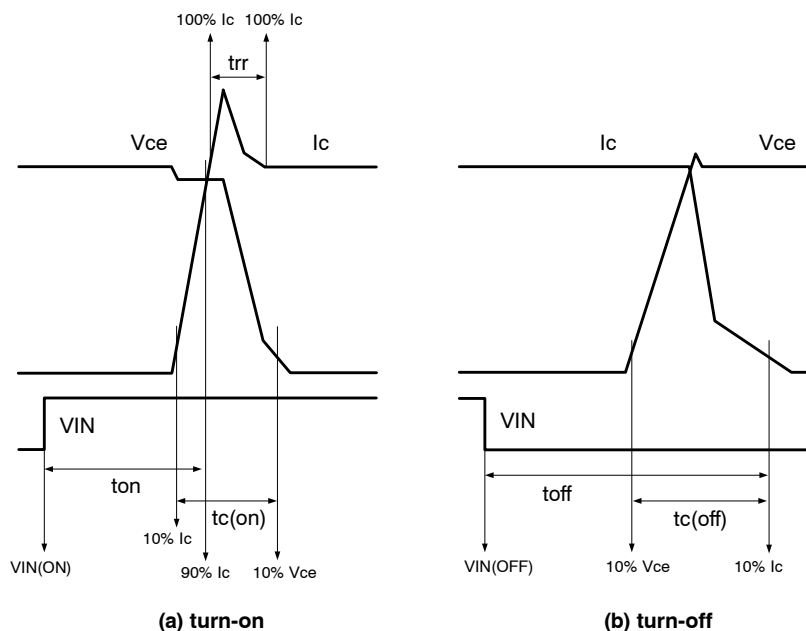 100% Ic 100% Ic
trr
Vce Ic
VIN
ton
10% Ic
tc(on)
VIN(ON)
90% Ic
10% Vce
(a) turn-on
Ic Vce
VIN
toff
tc(off)
VIN(OFF)
10% Vce
10% Ic
(b) turn-off